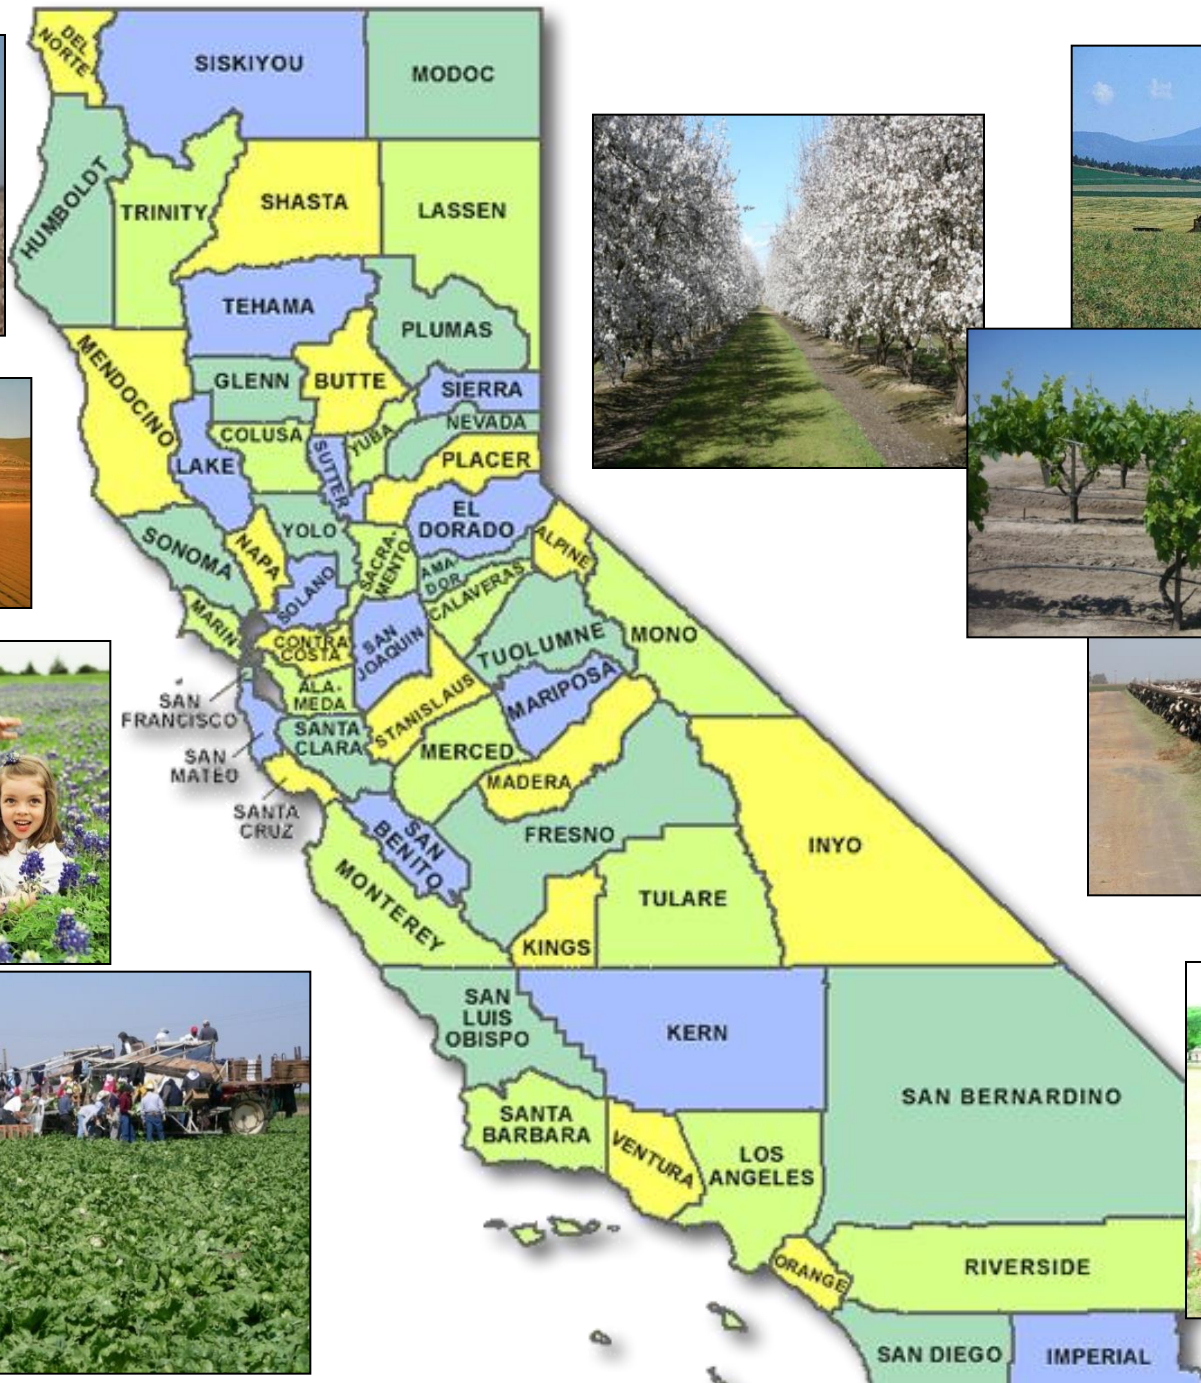 DEL
NORTE
SISKIYOU
MODOC
HUMBOLDT
TRINITY
SHASTA
LASSEN
TEHAMA
PLUMAS
MENDOCINO
GLENN
BUTTE
SIERRA
NEVADA
COLUSA
YUBA
SUTTER
LAKE
PLACER
EL
DORADO
YOLO
SONOMA
NAPA
SACRA-
MENTO
ALPINE
AMA-
DOR
SOLANO
CALAVERAS
MARIN
CONTRA
COSTA
SAN
JOAQUIN
TUOLUMNE
MONO
SAN
FRANCISCO
ALA-
MEDA
STANISLAUS
MARIPOSA
SANTA
CLARA
SAN
MATEO
MERCED
MADERA
SANTA
CRUZ
SAN
BENITO
FRESNO
INYO
MONTEREY
TULARE
KINGS
SAN
LUIS
OBISPO
KERN
SAN BERNARDINO
SANTA
BARBARA
VENTURA
LOS
ANGELES
ORANGE
RIVERSIDE
SAN DIEGO
IMPERIAL